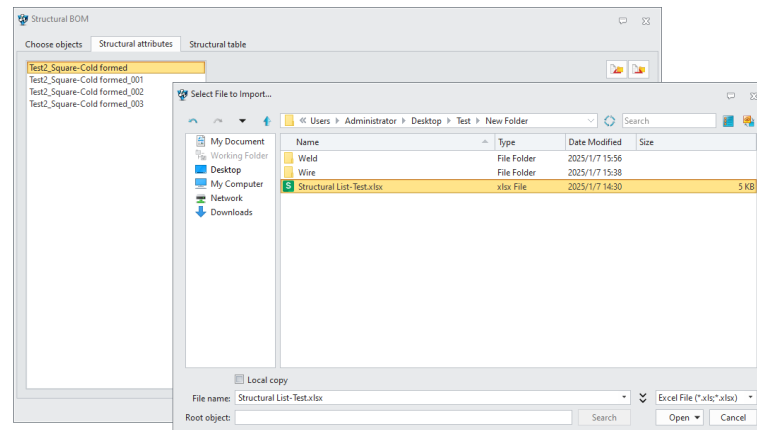 Structural BOM
Choose objects Structural attributes Structural table
Test2_Square-Cold formed
Test2_Square-Cold formed_001
Test2_Square-Cold formed_002
Test2_Square-Cold formed_003
Select File to Import...
« Users Administrator Desktop Test New Folder Search
My Document
Working Folder
Desktop
My Computer
Network
Downloads
Name Type Date Modified Size
Weld File Folder 2025/1/7 15:56
Wire File Folder 2025/1/7 15:38
S Structural List-Test.xlsx xlsx File 2025/1/7 14:30 5 KB
Local copy
File name: Structural List-Test.xlsx Excel File (*.xls;*.xlsx)
Root object: Search Open Cancel